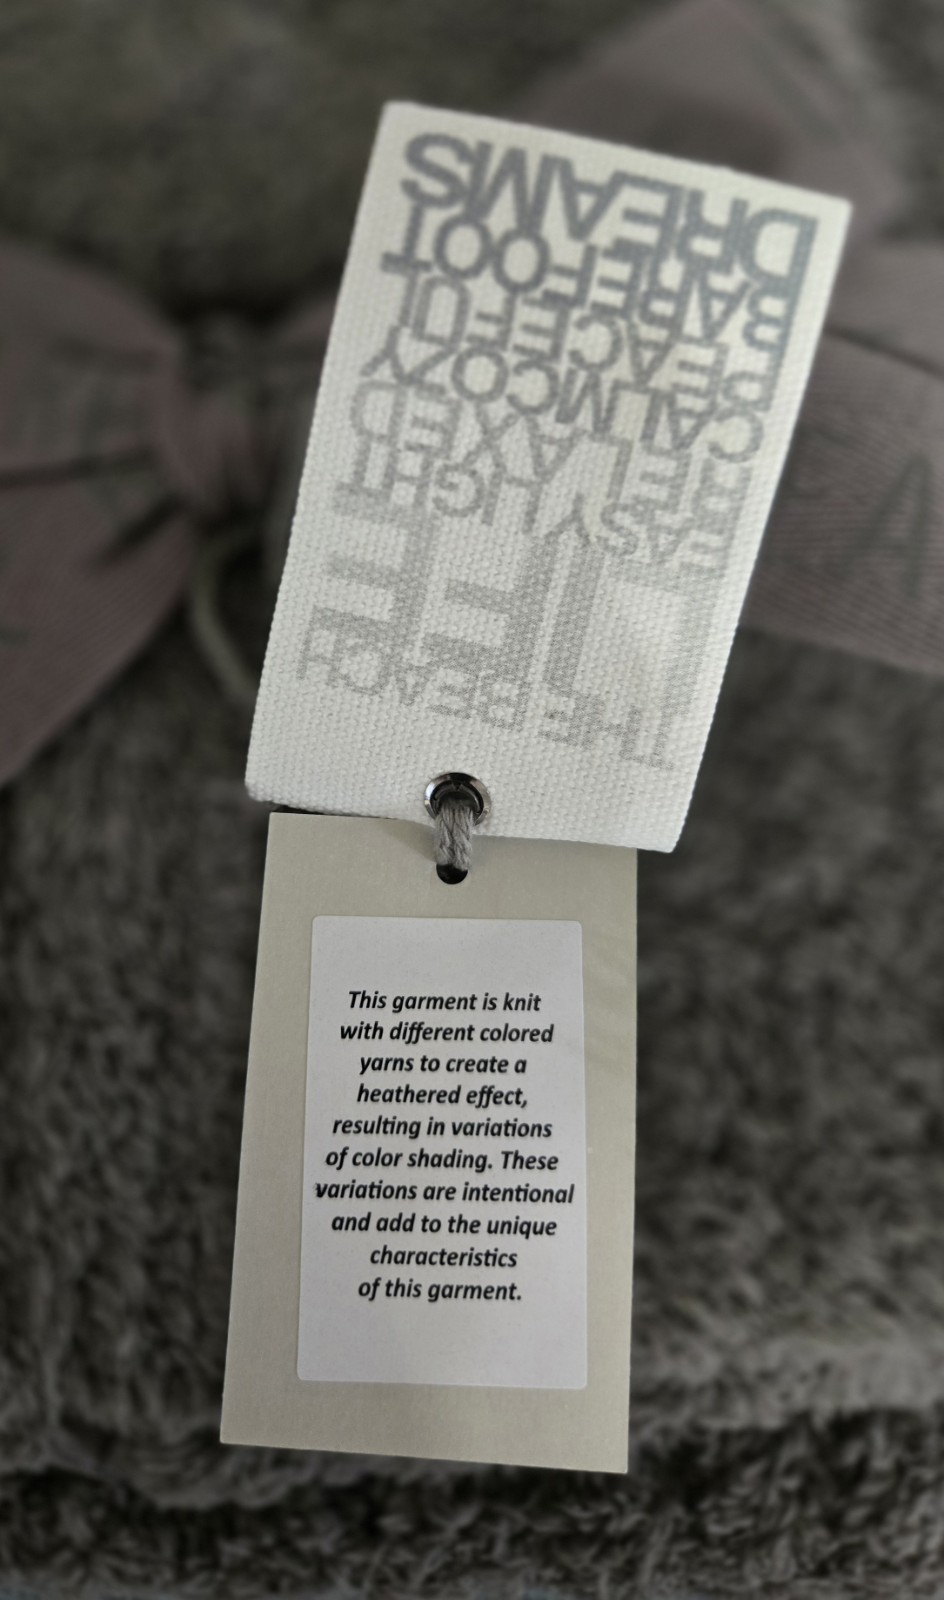 THE BEACH
LIFE
EASY LIGHT
RELAXED
CALM COZY
PEACEFUL
BAREFOOT
DREAMS
This garment is knit
with different colored
yarns to create a
heathered effect,
resulting in variations
of color shading. These
variations are intentional
and add to the unique
characteristics
of this garment.